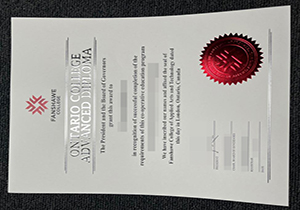 FANSHAWE
COLLEGE
ONTARIO COLLEGE
ADVANCED DIPLOMA
The President and the Board of Governors
grant this award to
in recognition of successful completion of the
requirements of this co-operative education program
We have inscribed our names and affixed the seal of
Fanshawe College of Applied Arts and Technology dated
this day in London, Ontario, Canada